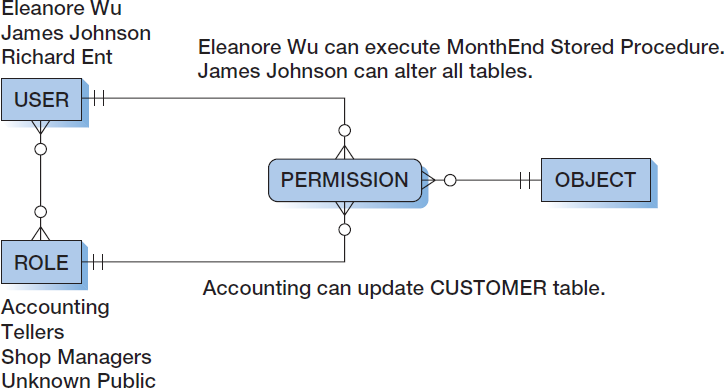 Eleanore Wu
James Johnson
Richard Ent
Eleanore Wu can execute MonthEnd Stored Procedure.
James Johnson can alter all tables.
USER
PERMISSION
OBJECT
ROLE
Accounting can update CUSTOMER table.
Accounting
Tellers
Shop Managers
Unknown Public